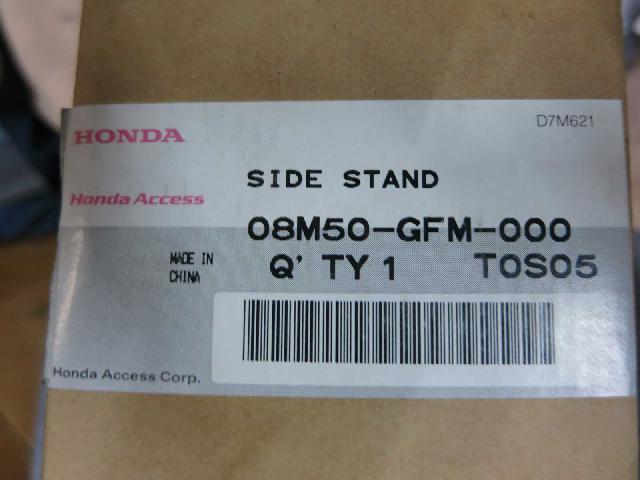 D7M621
HONDA
SIDE STAND
Honda Access
08M50-GFM-000
MADE IN
CHINA
Q'TY 1 T0S05
Honda Access Corp.